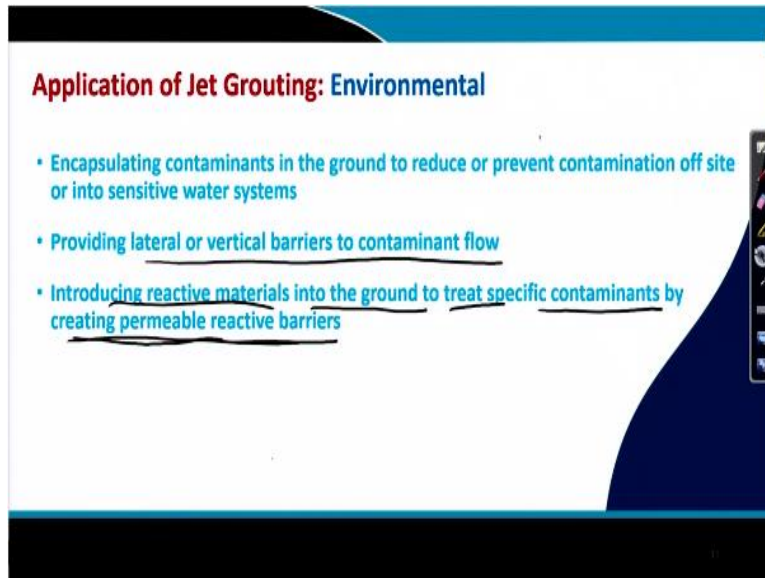 Application of Jet Grouting: Environmental
• Encapsulating contaminants in the ground to reduce or prevent contamination off site
or into sensitive water systems
• Providing lateral or vertical barriers to contaminant flow
• Introducing reactive materials into the ground to treat specific contaminants by
creating permeable reactive barriers